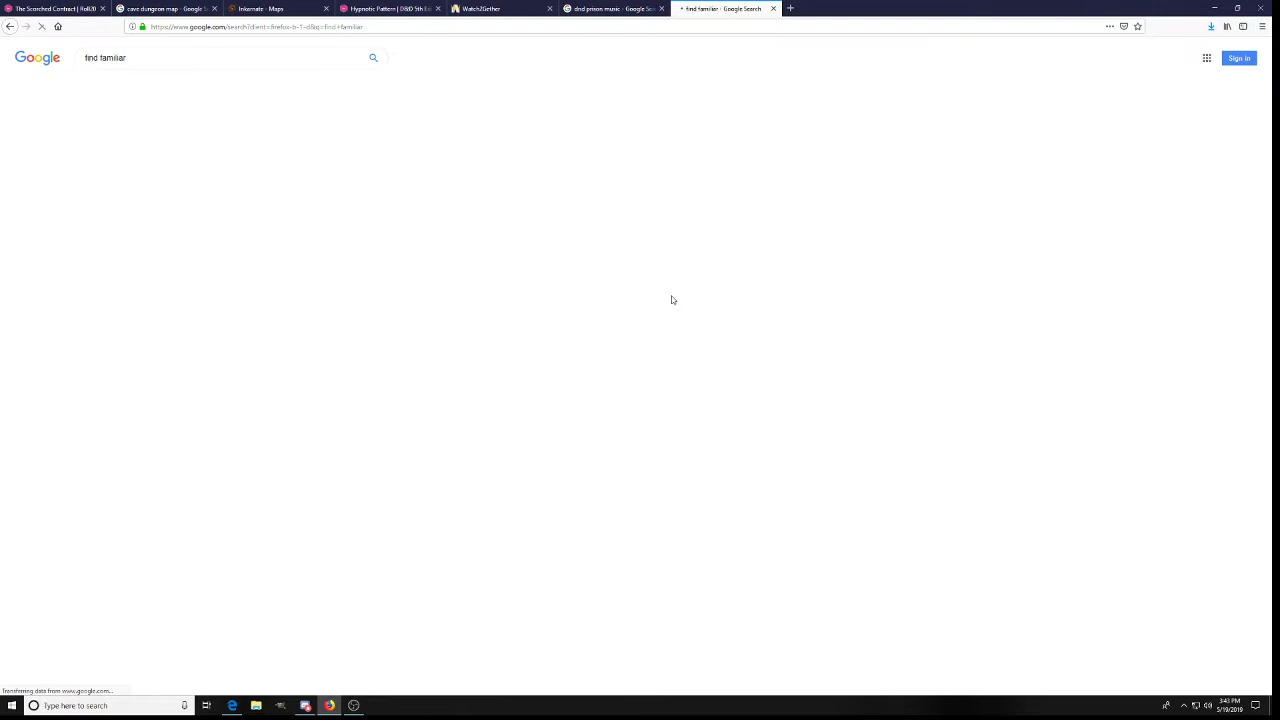 The Scorched Contract | Roll20
cave dungeon map - Google S
Inkarnate - Maps
Hypnotic Pattern | D&D 5th Ed
Watch2Gether
dnd prison music - Google Sea
find familiar - Google Search
https://www.google.com/search?client=firefox-b-1-d&q=find+familiar
Google
find familiar
Sign in
Transferring data from www.google.com...
Type here to search
3:43 PM
5/19/2019